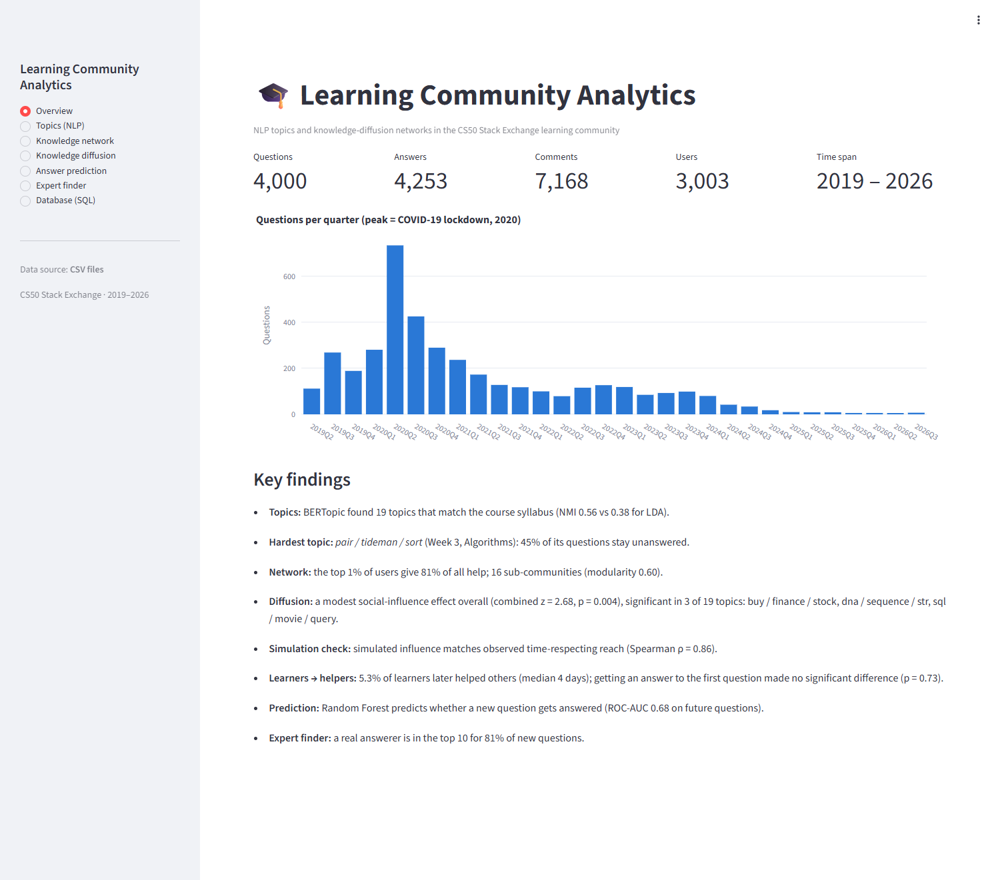 Learning Community
Analytics
Overview
Topics (NLP)
Knowledge network
Knowledge diffusion
Answer prediction
Expert finder
Database (SQL)
Data source: CSV files
CS50 Stack Exchange · 2019–2026
Learning Community Analytics
NLP topics and knowledge-diffusion networks in the CS50 Stack Exchange learning community
Questions
4,000
Answers
4,253
Comments
7,168
Users
3,003
Time span
2019 – 2026
Questions per quarter (peak = COVID-19 lockdown, 2020)
Questions
600
400
200
0
2019Q2
2019Q3
2019Q4
2020Q1
2020Q2
2020Q3
2020Q4
2021Q1
2021Q2
2021Q3
2021Q4
2022Q1
2022Q2
2022Q3
2022Q4
2023Q1
2023Q2
2023Q3
2023Q4
2024Q1
2024Q2
2024Q3
2024Q4
2025Q1
2025Q2
2025Q3
2025Q4
2026Q1
2026Q2
2026Q3
Key findings
• Topics: BERTopic found 19 topics that match the course syllabus (NMI 0.56 vs 0.38 for LDA).
• Hardest topic: pair / tideman / sort (Week 3, Algorithms): 45% of its questions stay unanswered.
• Network: the top 1% of users give 81% of all help; 16 sub-communities (modularity 0.60).
• Diffusion: a modest social-influence effect overall (combined z = 2.68, p = 0.004), significant in 3 of 19 topics: buy / finance / stock, dna / sequence / str, sql
/ movie / query.
• Simulation check: simulated influence matches observed time-respecting reach (Spearman ρ = 0.86).
• Learners → helpers: 5.3% of learners later helped others (median 4 days); getting an answer to the first question made no significant difference (p = 0.73).
• Prediction: Random Forest predicts whether a new question gets answered (ROC-AUC 0.68 on future questions).
• Expert finder: a real answerer is in the top 10 for 81% of new questions.